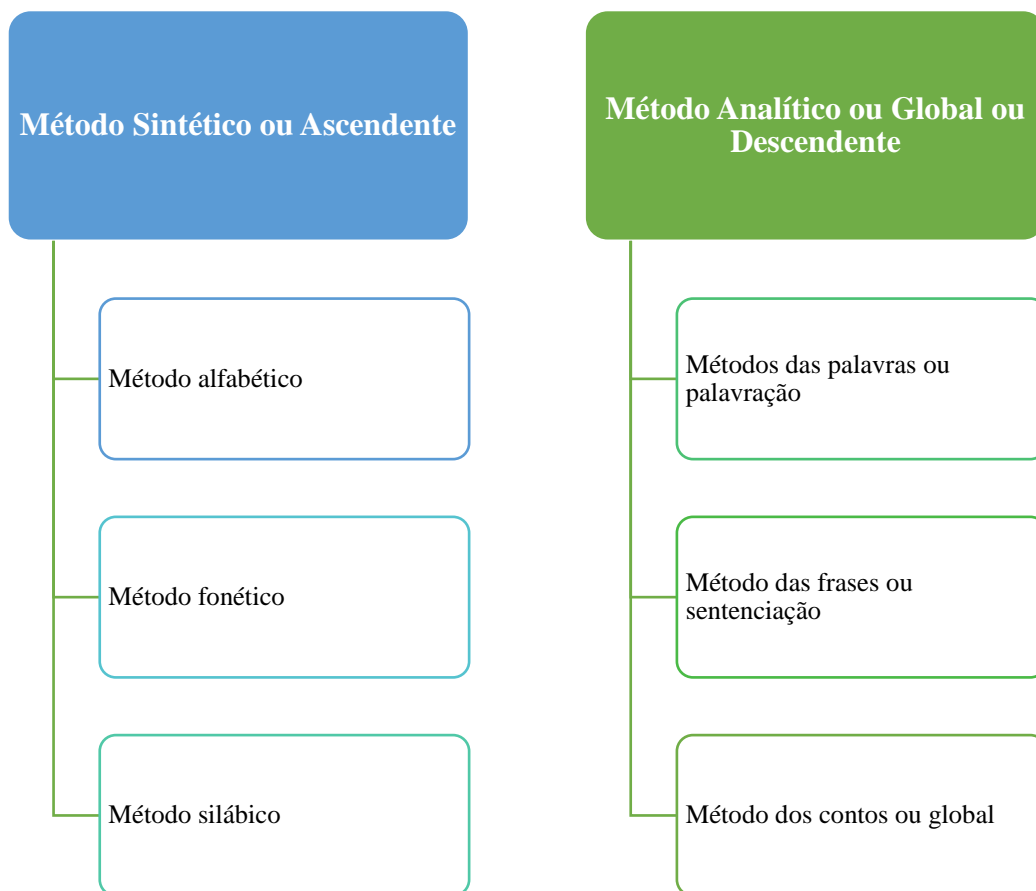 Método Sintético ou Ascendente
Método alfabético
Método fonético
Método silábico
Método Analítico ou Global ou
Descendente
Métodos das palavras ou
palavração
Método das frases ou
sentenciação
Método dos contos ou global